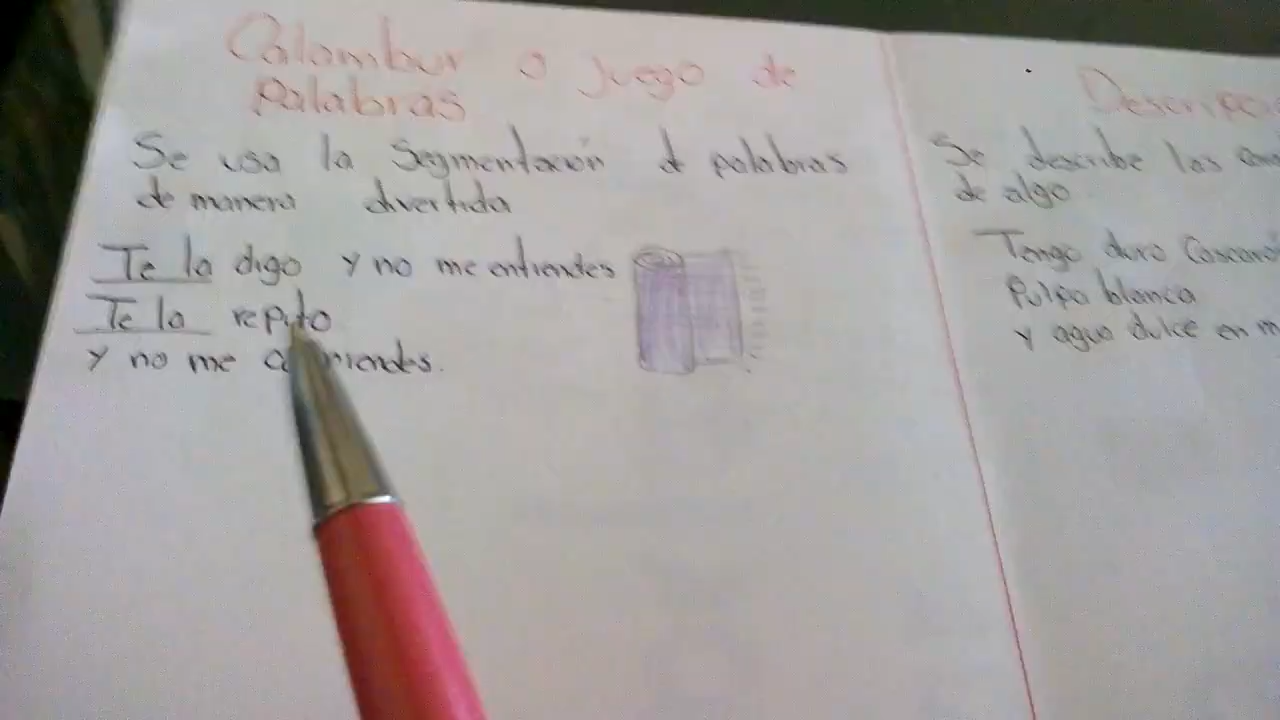 Calambur o juego de
Palabras
Se usa la Segmentación d palabras
de manera divertida
Te la digo y no me entiendes
Te la repito
y no me
Se describe las
de algo
Tengo duro Cascarón
Pulpa blanca
y agua dulce en